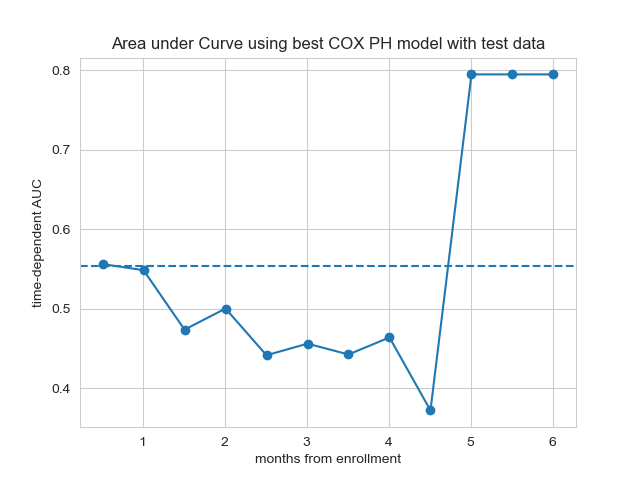 Area under Curve using best COX PH model with test data
time-dependent AUC
0.8
0.7
0.6
0.5
0.4
1 2 3 4 5 6
months from enrollment